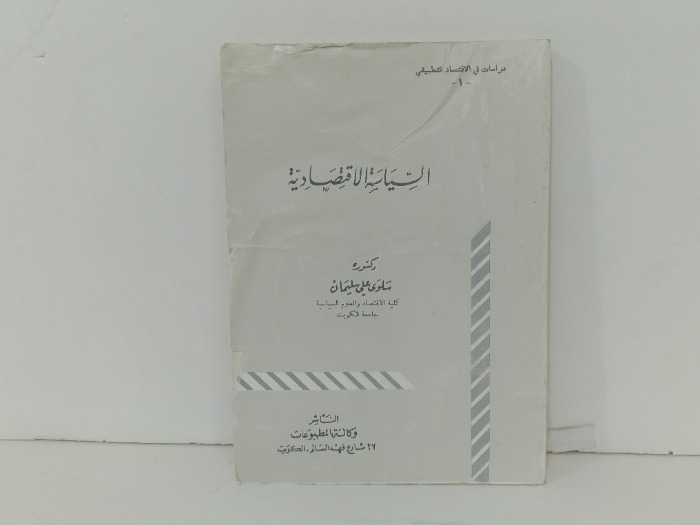 دراسات في الاقتصاد التطبيقي
- ١ -
السياسة الاقتصادية
دكتوره
سلوى علي سليمان
كلية الاقتصاد والعلوم السياسية
جامعة الكويت
الناشر
وكالة المطبوعات
٢٧ شارع فهد السالم - الكويت